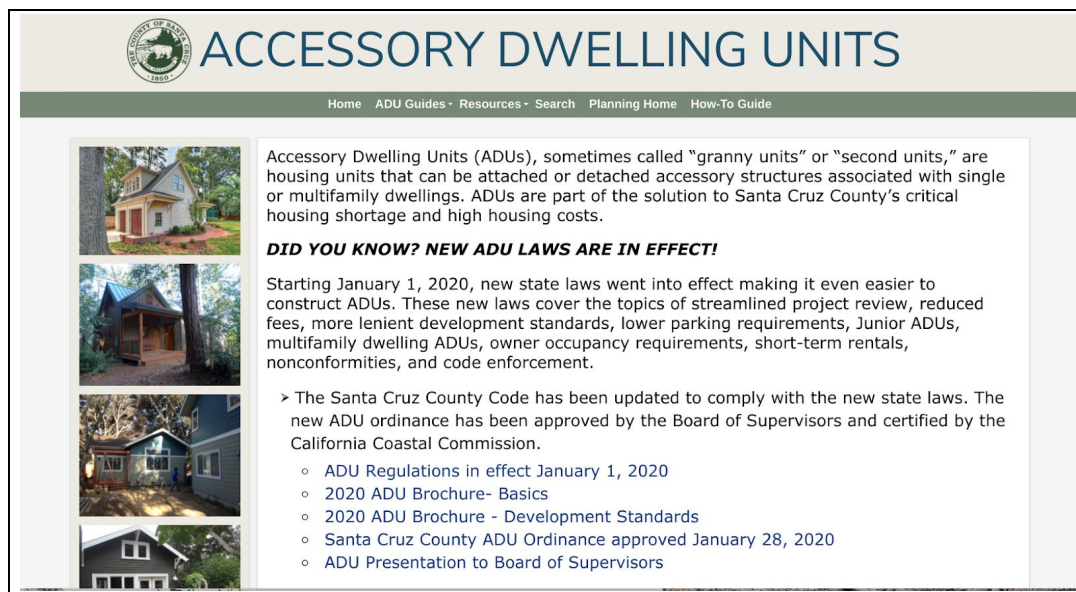 THE COUNTY OF SANTA CRUZ
1850
ACCESSORY DWELLING UNITS
Home ADU Guides Resources Search Planning Home How-To Guide
Accessory Dwelling Units (ADUs), sometimes called “granny units” or “second units,” are
housing units that can be attached or detached accessory structures associated with single
or multifamily dwellings. ADUs are part of the solution to Santa Cruz County’s critical
housing shortage and high housing costs.
DID YOU KNOW? NEW ADU LAWS ARE IN EFFECT!
Starting January 1, 2020, new state laws went into effect making it even easier to
construct ADUs. These new laws cover the topics of streamlined project review, reduced
fees, more lenient development standards, lower parking requirements, Junior ADUs,
multifamily dwelling ADUs, owner occupancy requirements, short-term rentals,
nonconformities, and code enforcement.
➤ The Santa Cruz County Code has been updated to comply with the new state laws. The
new ADU ordinance has been approved by the Board of Supervisors and certified by the
California Coastal Commission.
○ ADU Regulations in effect January 1, 2020
○ 2020 ADU Brochure- Basics
○ 2020 ADU Brochure - Development Standards
○ Santa Cruz County ADU Ordinance approved January 28, 2020
○ ADU Presentation to Board of Supervisors